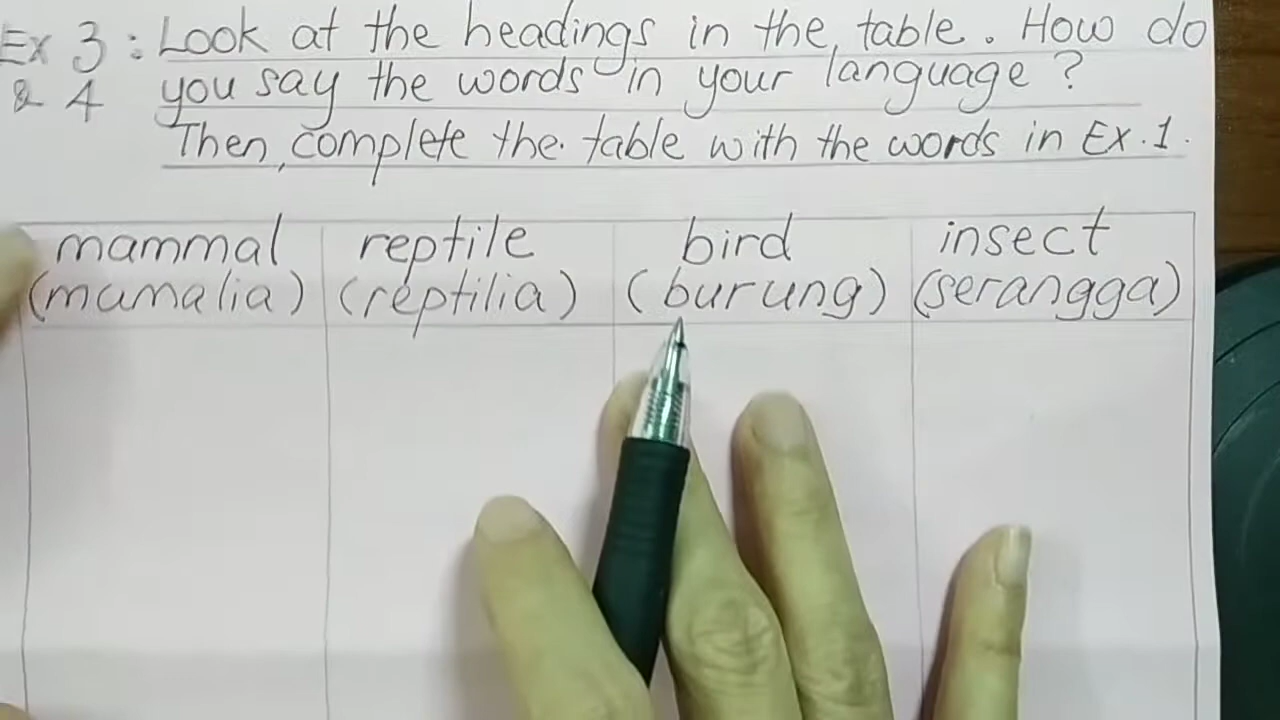 Ex 3 : Look at the headings in the table. How do
& 4 you say the words in your language?
Then, complete the table with the words in Ex. 1.
mammal reptile bird insect
(mamalia) (reptilia) (burung) (serangga)